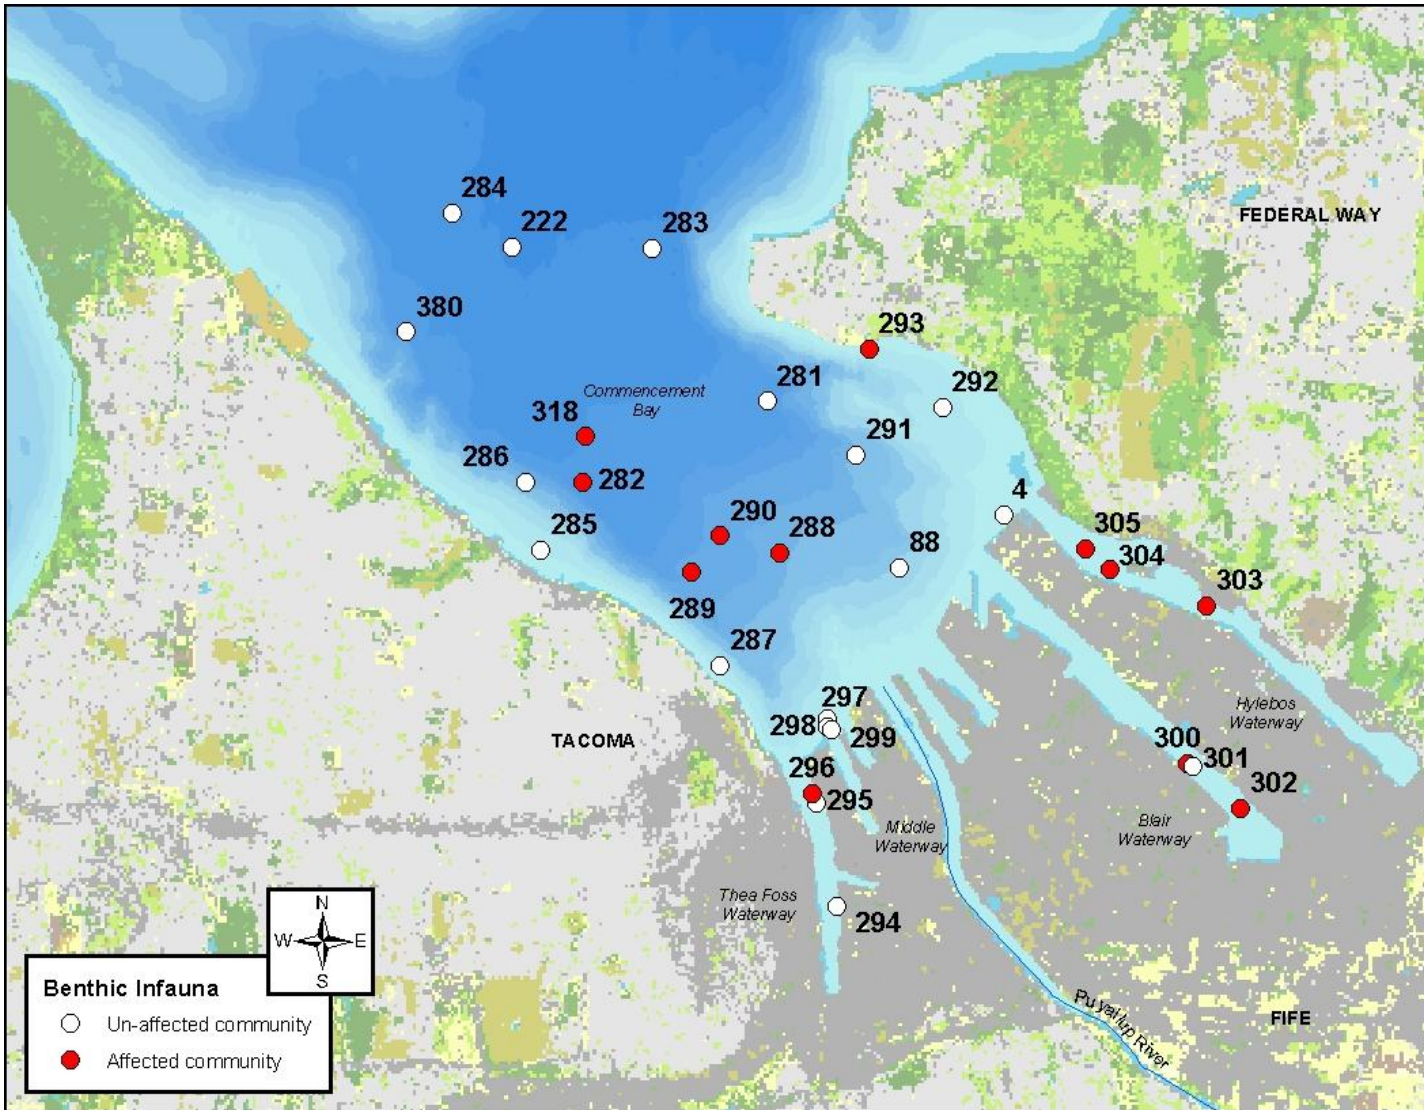 284
222
283
FEDERAL WAY
380
293
281
292
Commencement
Bay
318
291
286
282
4
290
285
288
88
305
304
303
289
287
297
298
299
Hylebos
Waterway
TACOMA
300
301
296
295
302
Middle
Waterway
Blair
Waterway
Thea Foss
Waterway
294
N
W E
S
Puyallup River
FIFE
Benthic Infauna
Un-affected community
Affected community